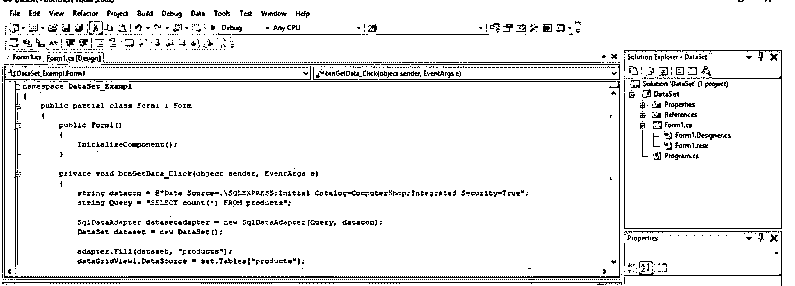 File Edit View Refactor Project Build Debug Data Tools Test Window Help
Debug Any CPU
Form1.cs Form1.cs [Design]
DataSet_Exampl.Form1 btnGetData_Click(object sender, EventArgs e)
namespace DataSet_Exampl
{
public partial class Form1 : Form
{
public Form1()
{
InitializeComponent();
}
private void btnGetData_Click(object sender, EventArgs e)
{
string datacon = @"Data Source=.\SQLEXPRESS;Initial Catalog=ComputerShop;Integrated Security=True";
string Query = "SELECT count(*) FROM products";
SqlDataAdapter datasetadapter = new SqlDataAdapter(Query, datacon);
DataSet dataset = new DataSet();
adapter.Fill(dataset, "products");
dataGridView1.DataSource = set.Tables["products"];
Solution Explorer - DataSet
Solution 'DataSet' (1 project)
DataSet
Properties
References
Form1.cs
Form1.Designer.cs
Form1.resx
Program.cs
Properties